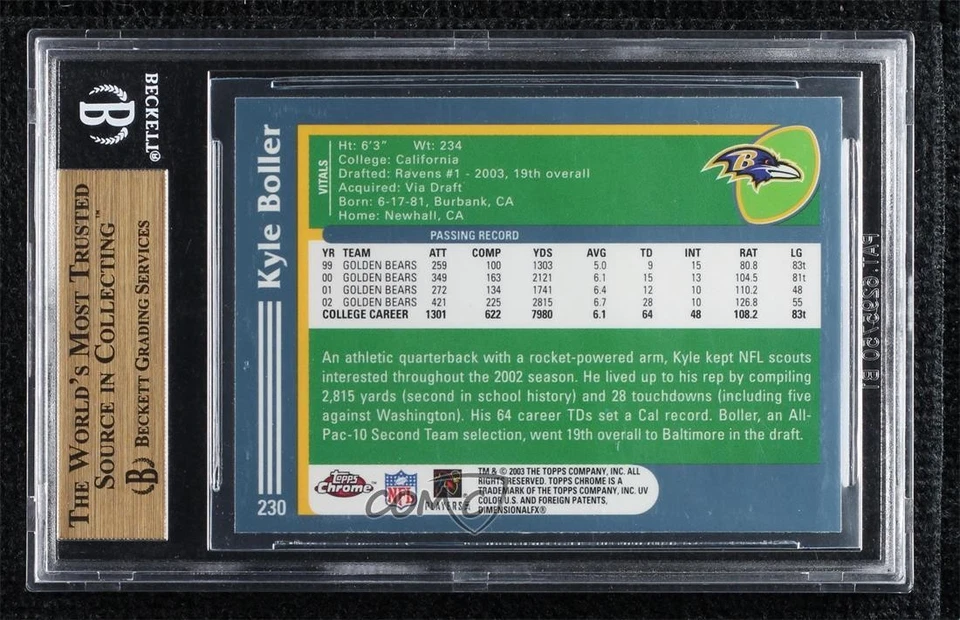 BECKETT®
THE WORLD'S MOST TRUSTED
SOURCE IN COLLECTING™
BECKETT GRADING SERVICES
Kyle Boller
230
VITALS
Ht: 6'3" Wt: 234
College: California
Drafted: Ravens #1 - 2003, 19th overall
Acquired: Via Draft
Born: 6-17-81, Burbank, CA
Home: Newhall, CA
B
PASSING RECORD
YR TEAM ATT COMP YDS AVG TD INT RAT LG
99 GOLDEN BEARS 259 100 1303 5.0 9 15 80.8 83t
00 GOLDEN BEARS 349 163 2121 6.1 15 13 104.5 81t
01 GOLDEN BEARS 272 134 1741 6.4 12 10 110.2 48
02 GOLDEN BEARS 421 225 2815 6.7 28 10 126.8 55
COLLEGE CAREER 1301 622 7980 6.1 64 48 108.2 83t
An athletic quarterback with a rocket-powered arm, Kyle kept NFL scouts
interested throughout the 2002 season. He lived up to his rep by compiling
2,815 yards (second in school history) and 28 touchdowns (including five
against Washington). His 64 career TDs set a Cal record. Boller, an All-
Pac-10 Second Team selection, went 19th overall to Baltimore in the draft.
Topps
Chrome™
NFL
PLAYERS
TM & © 2003 THE TOPPS COMPANY, INC. ALL
RIGHTS RESERVED. TOPPS CHROME IS A
TRADEMARK OF THE TOPPS COMPANY, INC. UV
COLOR U.S. AND FOREIGN PATENTS.
DIMENSIONALFX®
COMC